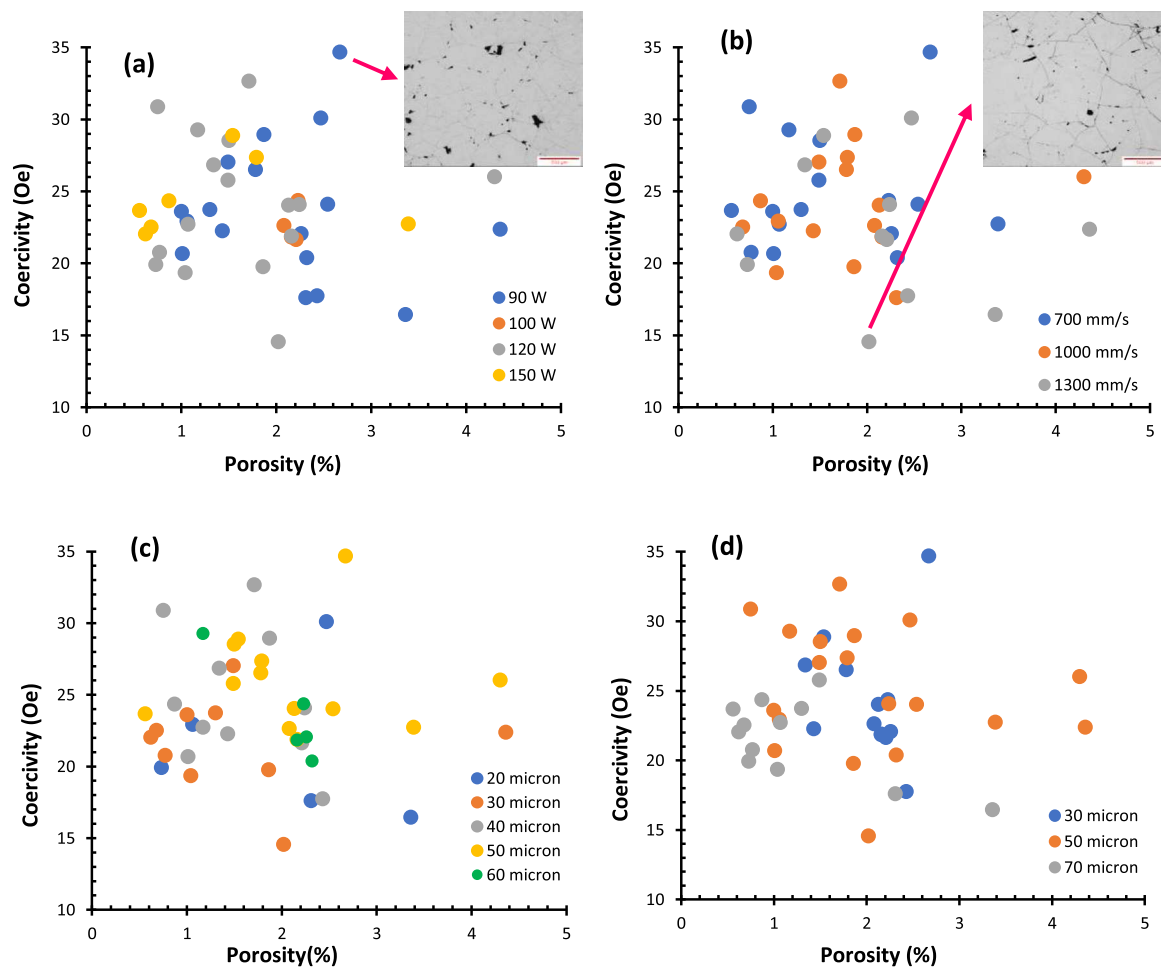 (a)
35
30
25
20
15
10
0 1 2 3 4 5
Coercivity (Oe)
Porosity (%)
90 W
100 W
120 W
150 W
(b)
35
30
25
20
15
10
0 1 2 3 4 5
Coercivity (Oe)
Porosity (%)
700 mm/s
1000 mm/s
1300 mm/s
(c)
35
30
25
20
15
10
0 1 2 3 4 5
Coercivity (Oe)
Porosity(%)
20 micron
30 micron
40 micron
50 micron
60 micron
(d)
35
30
25
20
15
10
0 1 2 3 4 5
Coercivity (Oe)
Porosity (%)
30 micron
50 micron
70 micron